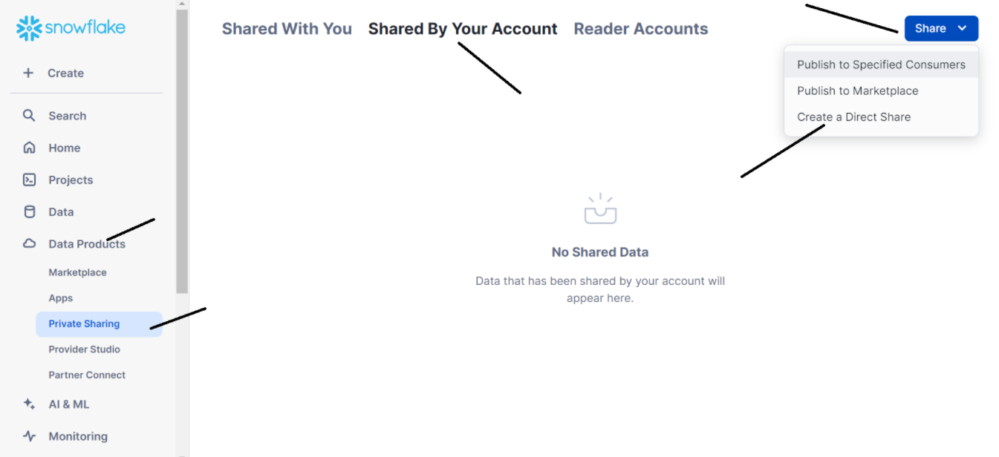 snowflake
Create
Search
Home
Projects
Data
Data Products
Marketplace
Apps
Private Sharing
Provider Studio
Partner Connect
AI & ML
Monitoring
Shared With You Shared By Your Account Reader Accounts
Share
Publish to Specified Consumers
Publish to Marketplace
Create a Direct Share
No Shared Data
Data that has been shared by your account will
appear here.